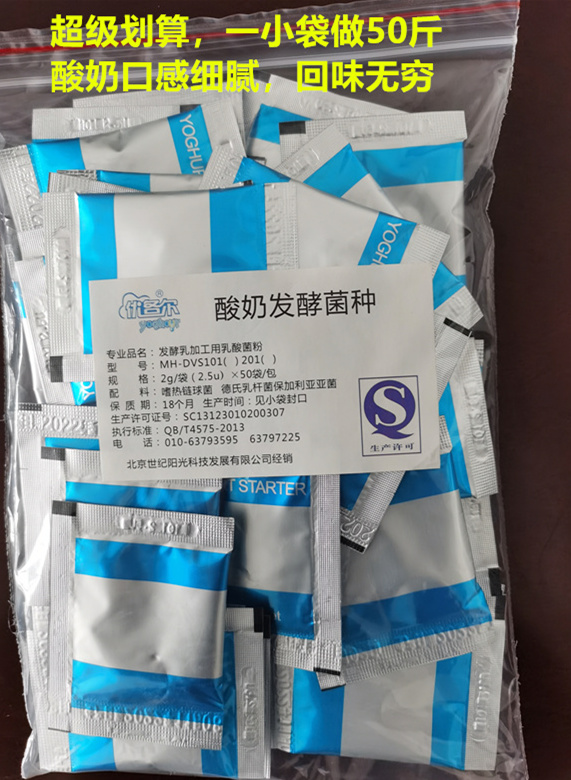 超级划算，一小袋做50斤
酸奶口感细腻，回味无穷
YOGHUR
YOGHU
优客尔
酸奶发酵菌种
专业品名：发酵乳加工用乳酸菌粉
型 号：MH-DVS101( )201( )
规 格：2g/袋（2.5u）×50袋/包
配 料：嗜热链球菌 德氏乳杆菌保加利亚亚菌
保 质 期：18个月 生产时间：见小袋封口
生产许可证号：SC13123010200307
执行标准：QB/T4575-2013
电 话：010-63793595 63797225
北京世纪阳光科技发展有限公司经销
生产许可
T STARTER